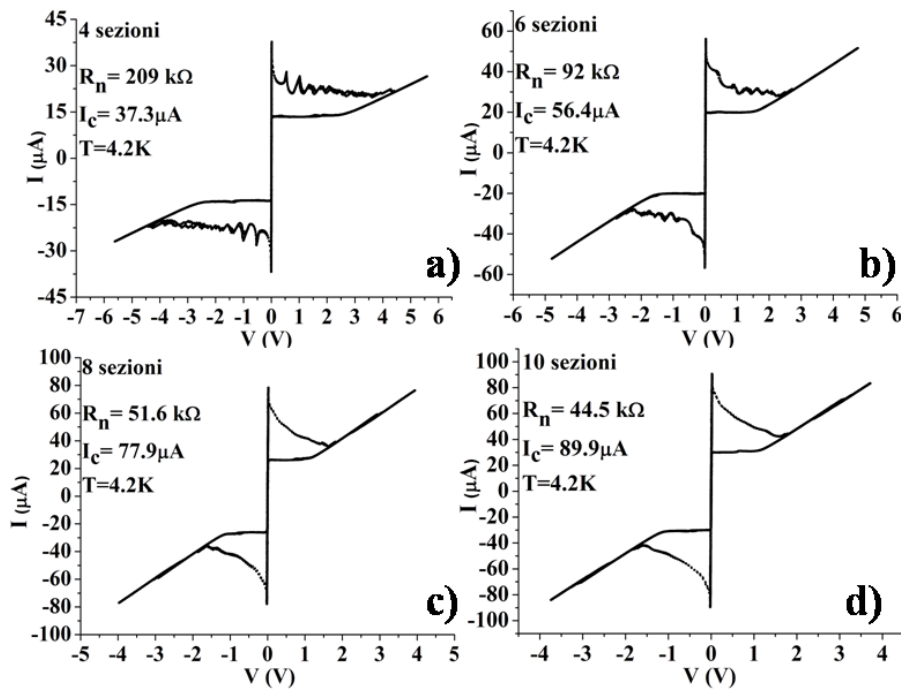 4 sezioni
Rn= 209 kΩ
Ic= 37.3μA
T=4.2K
a)
I (μA)
45
30
15
0
-15
-30
-45
-7 -6 -5 -4 -3 -2 -1 0 1 2 3 4 5 6
V (V)
6 sezioni
Rn= 92 kΩ
Ic= 56.4μA
T=4.2K
b)
I (μA)
60
40
20
0
-20
-40
-60
-6 -5 -4 -3 -2 -1 0 1 2 3 4 5 6
V (V)
8 sezioni
Rn= 51.6 kΩ
Ic= 77.9μA
T=4.2K
c)
I (μA)
100
80
60
40
20
0
-20
-40
-60
-80
-100
-5 -4 -3 -2 -1 0 1 2 3 4 5
V (V)
10 sezioni
Rn= 44.5 kΩ
Ic= 89.9μA
T=4.2K
d)
I (μA)
100
80
60
40
20
0
-20
-40
-60
-80
-100
-5 -4 -3 -2 -1 0 1 2 3 4 5
V (V)